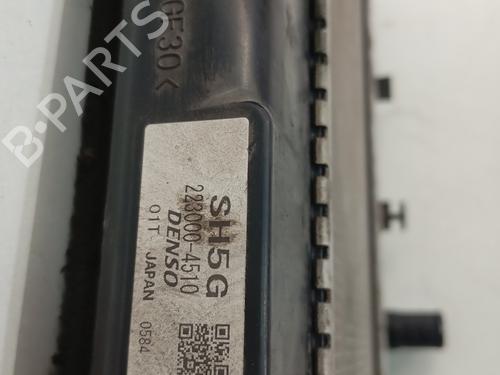 GF30<
B-PARTS
SH5G
223000-4510
DENSO
01T JAPAN 0584